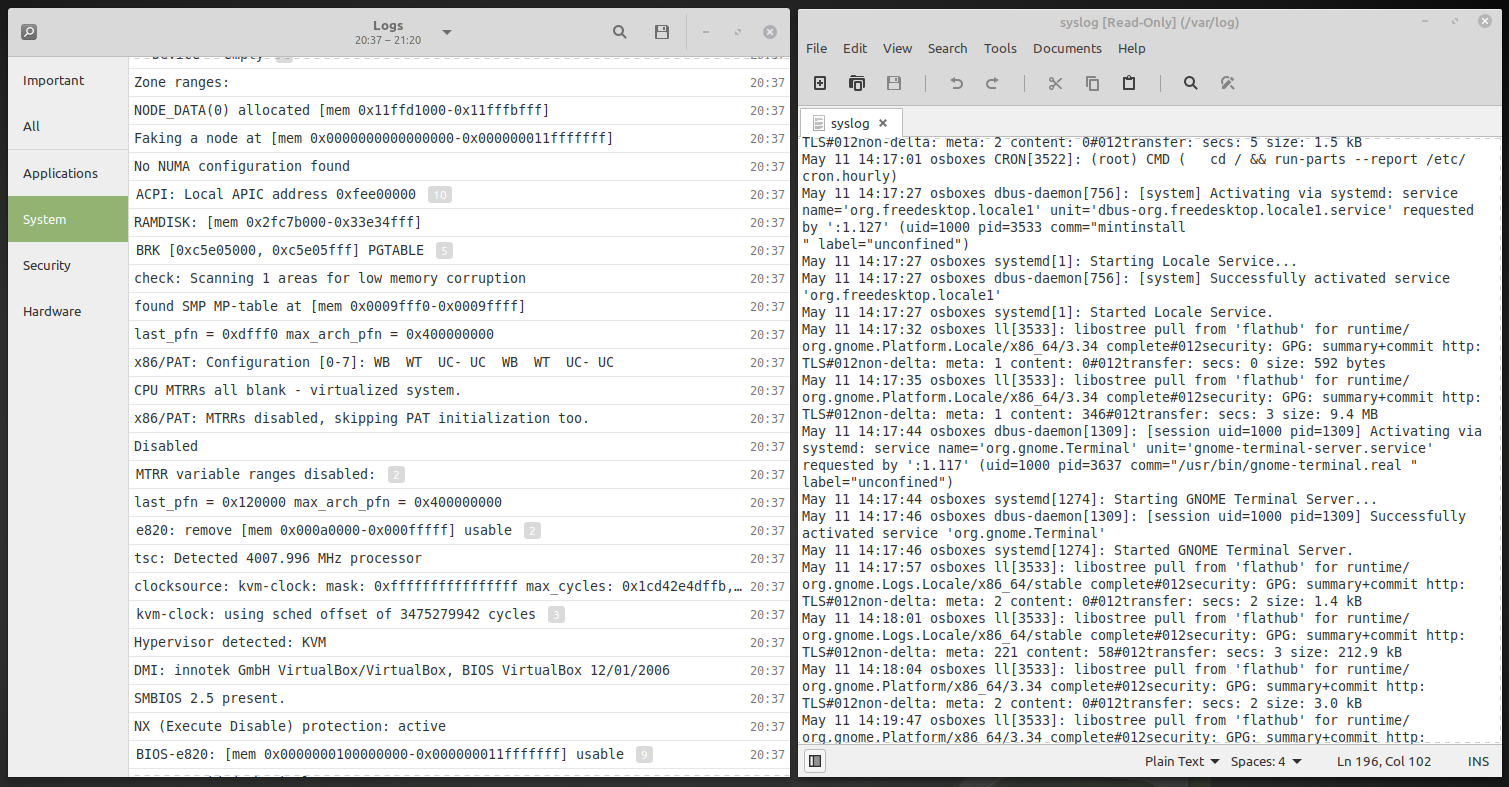 Logs
20:37 – 21:20
Important
All
Applications
System
Security
Hardware
Zone ranges: 20:37
NODE_DATA(0) allocated [mem 0x11ffd1000-0x11fffbfff] 20:37
Faking a node at [mem 0x0000000000000000-0x000000011fffffff] 20:37
No NUMA configuration found 20:37
ACPI: Local APIC address 0xfee00000 10 20:37
RAMDISK: [mem 0x2fc7b000-0x33e34fff] 20:37
BRK [0xc5e05000, 0xc5e05fff] PGTABLE 5 20:37
check: Scanning 1 areas for low memory corruption 20:37
found SMP MP-table at [mem 0x0009fff0-0x0009ffff] 20:37
last_pfn = 0xdfff0 max_arch_pfn = 0x400000000 20:37
x86/PAT: Configuration [0-7]: WB  WT  UC- UC  WB  WT  UC- UC 20:37
CPU MTRRs all blank - virtualized system. 20:37
x86/PAT: MTRRs disabled, skipping PAT initialization too. 20:37
Disabled 20:37
MTRR variable ranges disabled: 2 20:37
last_pfn = 0x120000 max_arch_pfn = 0x400000000 20:37
e820: remove [mem 0x000a0000-0x000fffff] usable 2 20:37
tsc: Detected 4007.996 MHz processor 20:37
clocksource: kvm-clock: mask: 0xffffffffffffffff max_cycles: 0x1cd42e4dffb,… 20:37
kvm-clock: using sched offset of 3475279942 cycles 3 20:37
Hypervisor detected: KVM 20:37
DMI: innotek GmbH VirtualBox/VirtualBox, BIOS VirtualBox 12/01/2006 20:37
SMBIOS 2.5 present. 20:37
NX (Execute Disable) protection: active 20:37
BIOS-e820: [mem 0x0000000100000000-0x000000011fffffff] usable 9 20:37
syslog [Read-Only] (/var/log)
File Edit View Search Tools Documents Help
syslog
TLS#012non-delta: meta: 2 content: 0#012transfer: secs: 5 size: 1.5 kB
May 11 14:17:01 osboxes CRON[3522]: (root) CMD (   cd / && run-parts --report /etc/
cron.hourly)
May 11 14:17:27 osboxes dbus-daemon[756]: [system] Activating via systemd: service
name='org.freedesktop.locale1' unit='dbus-org.freedesktop.locale1.service' requested
by ':1.127' (uid=1000 pid=3533 comm="mintinstall
" label="unconfined")
May 11 14:17:27 osboxes systemd[1]: Starting Locale Service...
May 11 14:17:27 osboxes dbus-daemon[756]: [system] Successfully activated service
'org.freedesktop.locale1'
May 11 14:17:27 osboxes systemd[1]: Started Locale Service.
May 11 14:17:32 osboxes ll[3533]: libostree pull from 'flathub' for runtime/
org.gnome.Platform.Locale/x86_64/3.34 complete#012security: GPG: summary+commit http:
TLS#012non-delta: meta: 1 content: 0#012transfer: secs: 0 size: 592 bytes
May 11 14:17:35 osboxes ll[3533]: libostree pull from 'flathub' for runtime/
org.gnome.Platform.Locale/x86_64/3.34 complete#012security: GPG: summary+commit http:
TLS#012non-delta: meta: 1 content: 346#012transfer: secs: 3 size: 9.4 MB
May 11 14:17:44 osboxes dbus-daemon[1309]: [session uid=1000 pid=1309] Activating via
systemd: service name='org.gnome.Terminal' unit='gnome-terminal-server.service'
requested by ':1.117' (uid=1000 pid=3637 comm="/usr/bin/gnome-terminal.real "
label="unconfined")
May 11 14:17:44 osboxes systemd[1274]: Starting GNOME Terminal Server...
May 11 14:17:46 osboxes dbus-daemon[1309]: [session uid=1000 pid=1309] Successfully
activated service 'org.gnome.Terminal'
May 11 14:17:46 osboxes systemd[1274]: Started GNOME Terminal Server.
May 11 14:17:57 osboxes ll[3533]: libostree pull from 'flathub' for runtime/
org.gnome.Logs.Locale/x86_64/stable complete#012security: GPG: summary+commit http:
TLS#012non-delta: meta: 2 content: 0#012transfer: secs: 2 size: 1.4 kB
May 11 14:18:01 osboxes ll[3533]: libostree pull from 'flathub' for runtime/
org.gnome.Logs.Locale/x86_64/stable complete#012security: GPG: summary+commit http:
TLS#012non-delta: meta: 221 content: 58#012transfer: secs: 3 size: 212.9 kB
May 11 14:18:04 osboxes ll[3533]: libostree pull from 'flathub' for runtime/
org.gnome.Platform/x86_64/3.34 complete#012security: GPG: summary+commit http:
TLS#012non-delta: meta: 2 content: 0#012transfer: secs: 2 size: 3.0 kB
May 11 14:19:47 osboxes ll[3533]: libostree pull from 'flathub' for runtime/
org.gnome.Platform/x86_64/3.34 complete#012security: GPG: summary+commit http:
Plain Text Spaces: 4 Ln 196, Col 102 INS